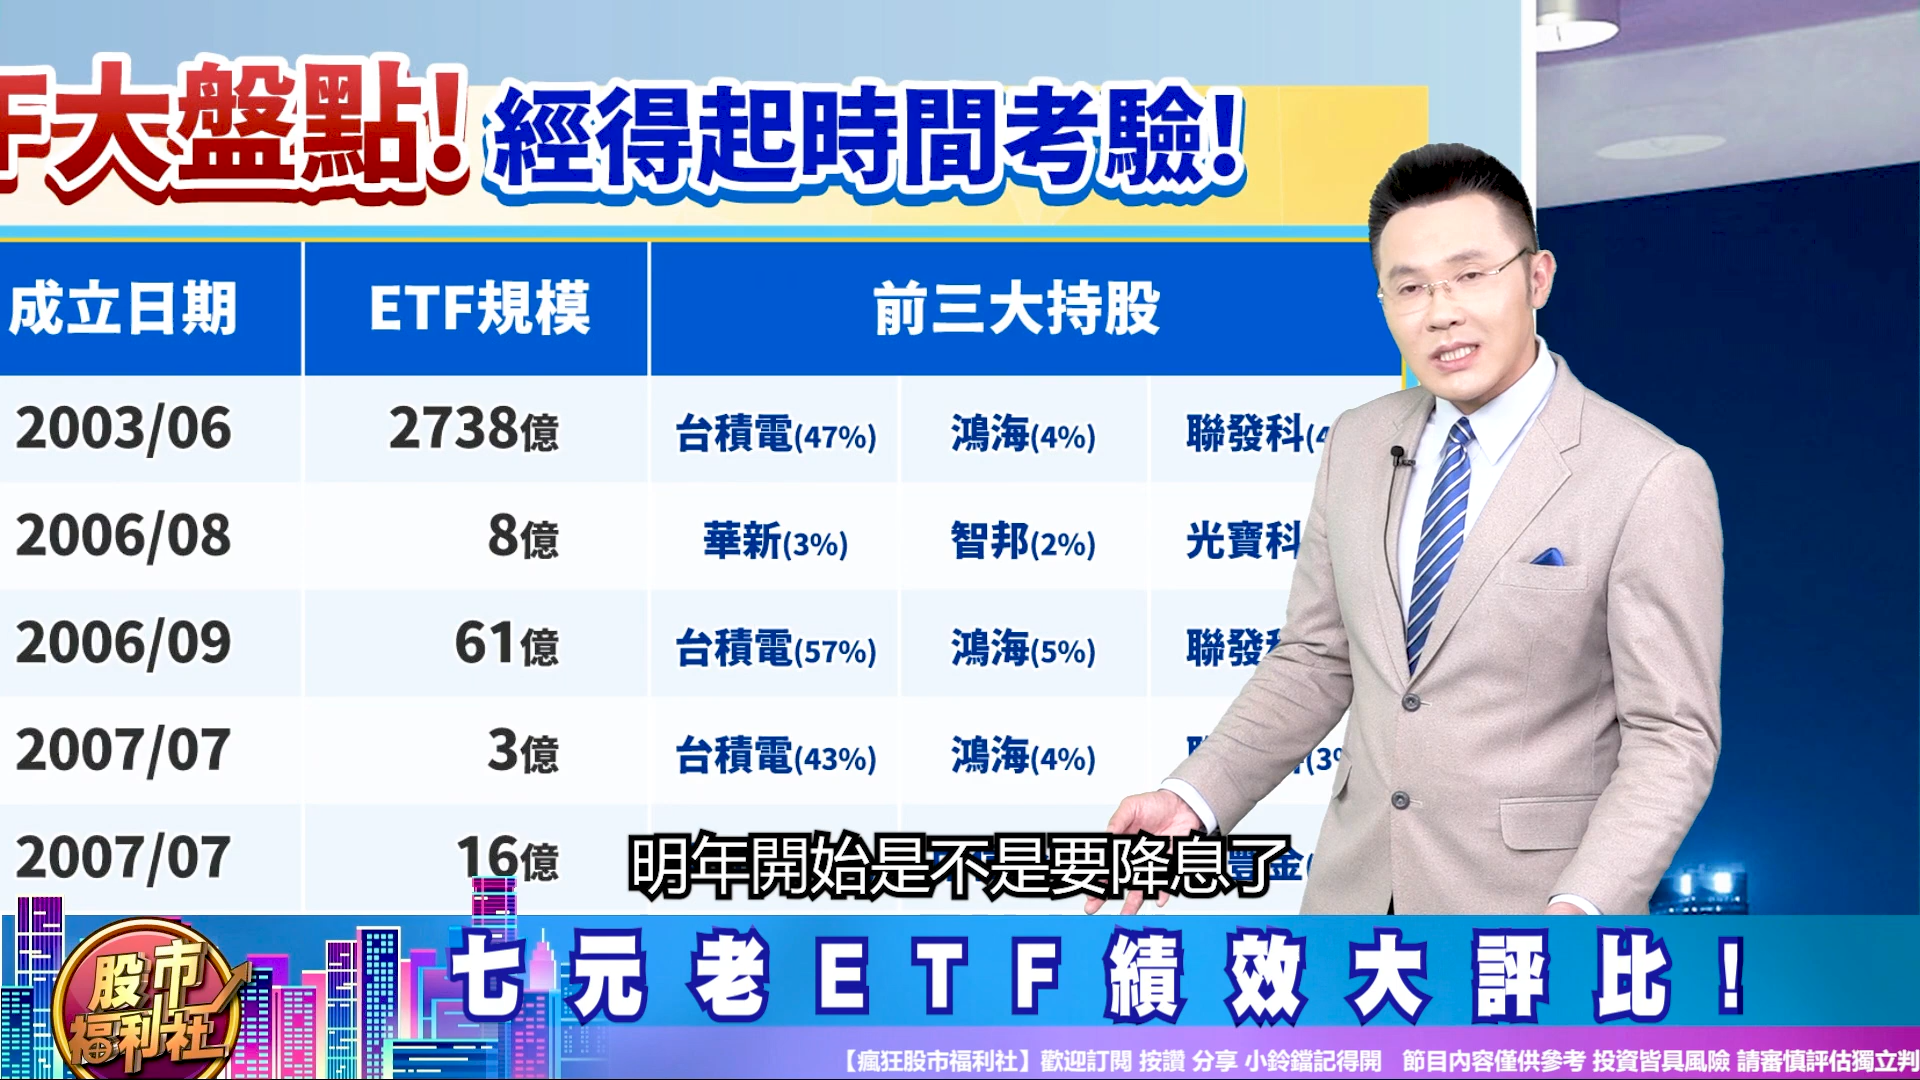 F大盤點! 經得起時間考驗!
成立日期 ETF規模 前三大持股
2003/06 2738億 台積電(47%) 鴻海(4%) 聯發科(4
2006/08 8億 華新(3%) 智邦(2%) 光寶科
2006/09 61億 台積電(57%) 鴻海(5%) 聯發
2007/07 3億 台積電(43%) 鴻海(4%) (3%
2007/07 16億
明年開始是不是要降息了
七元老ETF績效大評比!
股市福利社
【瘋狂股市福利社】歡迎訂閱 按讚 分享 小鈴鐺記得開 節目內容僅供參考 投資皆具風險 請審慎評估獨立判